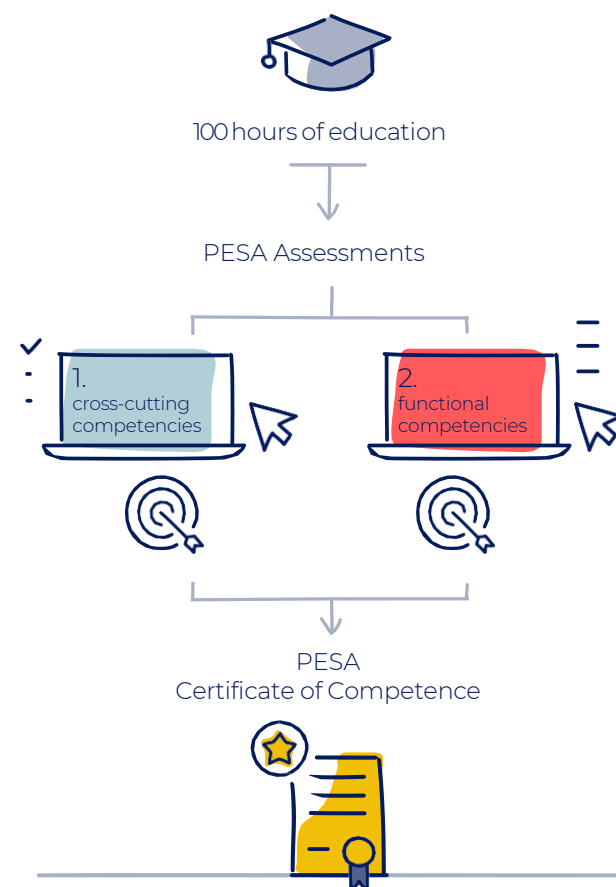 100 hours of education
PESA Assessments
1.
cross-cutting
competencies
2.
functional
competencies
PESA
Certificate of Competence